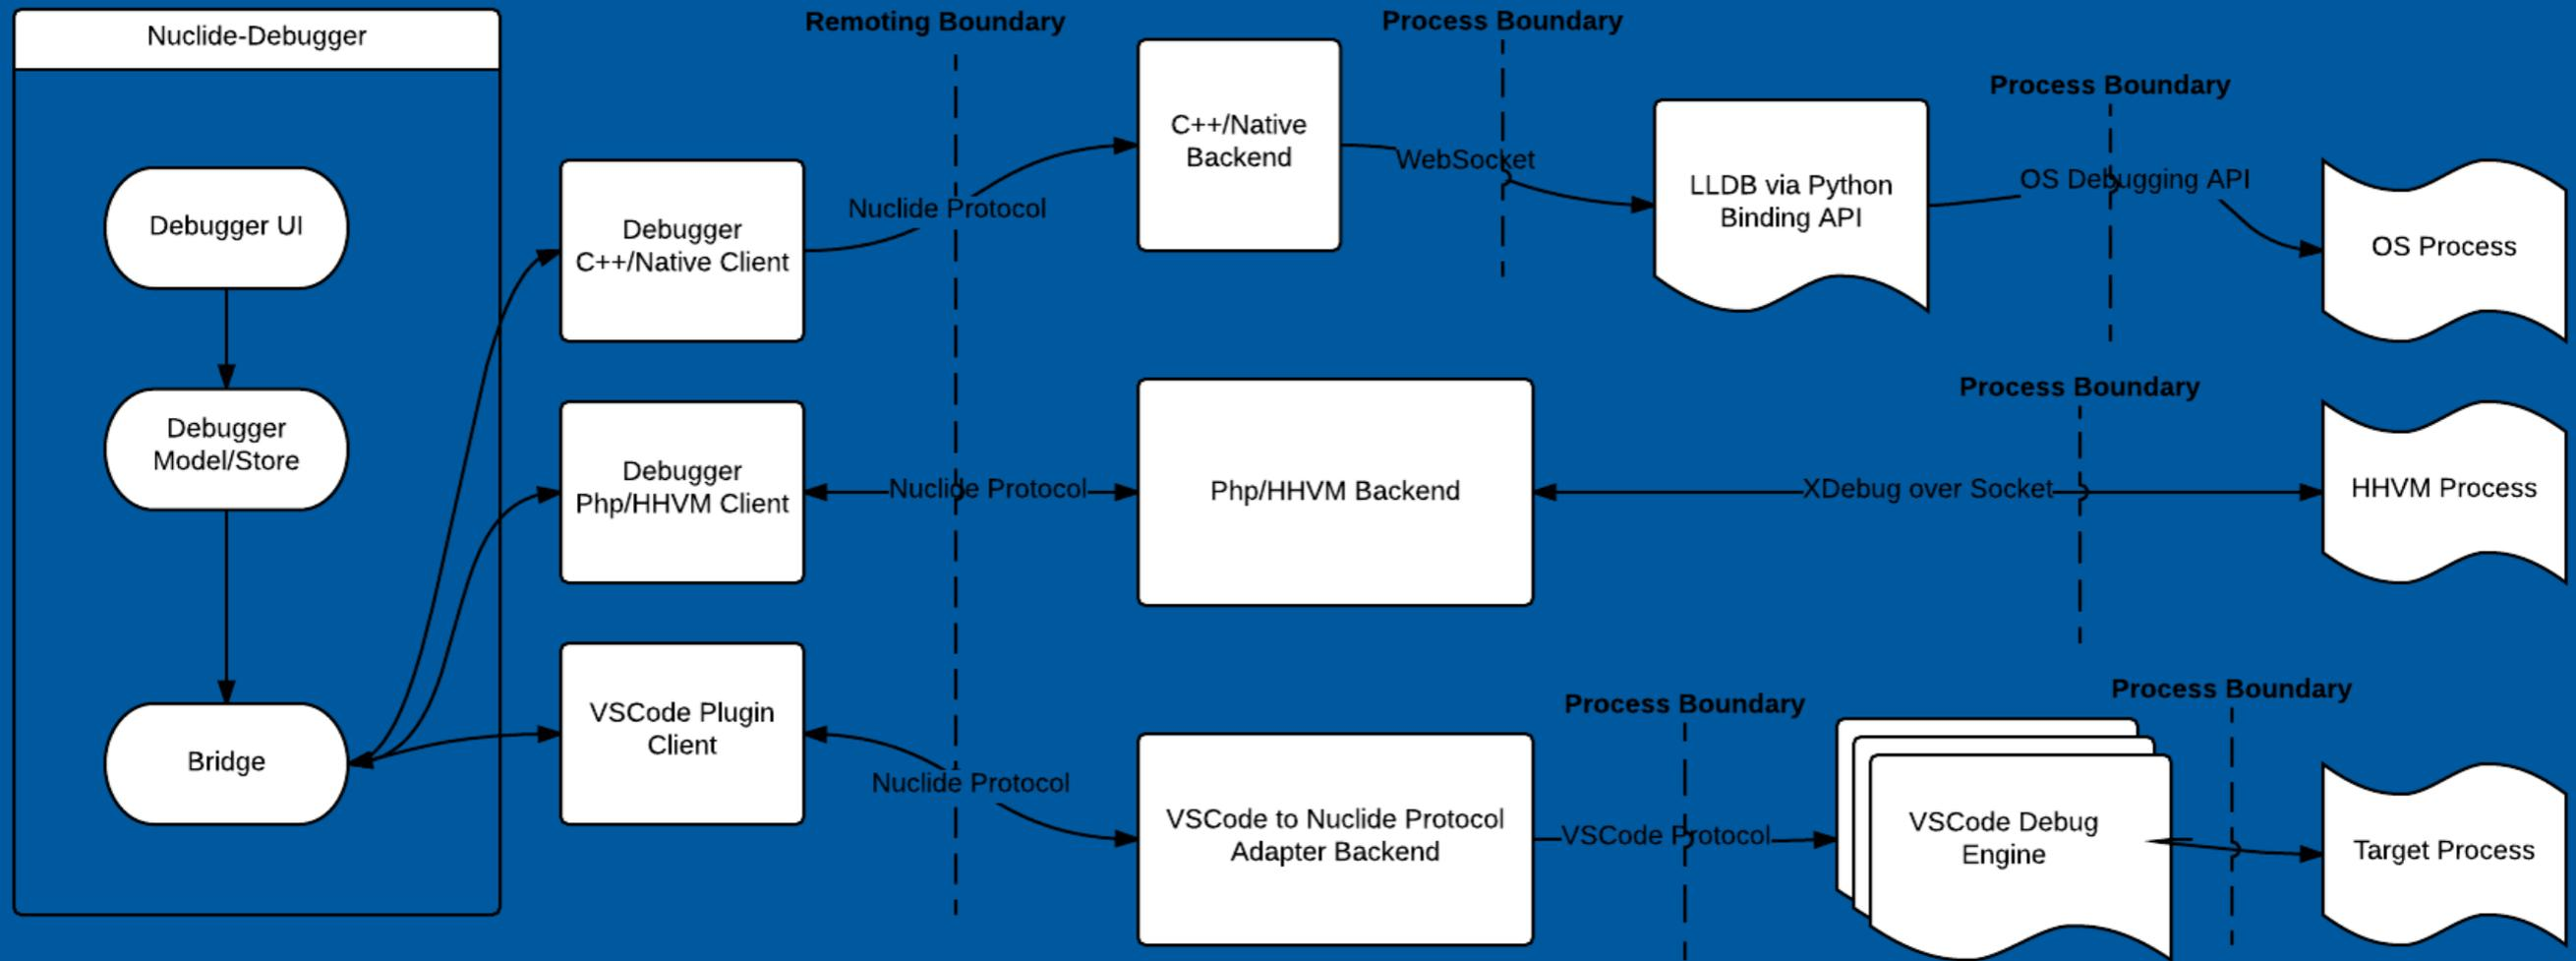 Nuclide-Debugger
Debugger UI
Debugger
Model/Store
Bridge
Debugger
C++/Native Client
Debugger
Php/HHVM Client
VSCode Plugin
Client
Remoting Boundary
Nuclide Protocol
Nuclide Protocol
Nuclide Protocol
C++/Native
Backend
Process Boundary
WebSocket
LLDB via Python
Binding API
Process Boundary
OS Debugging API
OS Process
Php/HHVM Backend
Process Boundary
XDebug over Socket
HHVM Process
VSCode to Nuclide Protocol
Adapter Backend
Process Boundary
VSCode Protocol
VSCode Debug
Engine
Process Boundary
Target Process